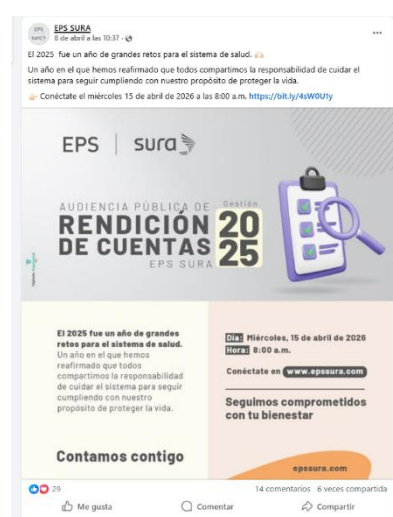 EPS SURA
8 de abril a las 10:37
El 2025 fue un año de grandes retos para el sistema de salud.
Un año en el que hemos reafirmado que todos compartimos la responsabilidad de cuidar el
sistema para seguir cumpliendo con nuestro propósito de proteger la vida.
Conéctate el miércoles 15 de abril de 2026 a las 8:00 a.m. https://bit.ly/4sW0U1y
EPS | sura
AUDIENCIA PÚBLICA DE
RENDICIÓN
DE CUENTAS
EPS SURA
Gestión
20
25
El 2025 fue un año de grandes
retos para el sistema de salud.
Un año en el que hemos
reafirmado que todos
compartimos la responsabilidad
de cuidar el sistema para seguir
cumpliendo con nuestro
propósito de proteger la vida.
Contamos contigo
Día: Miércoles, 15 de abril de 2026
Hora: 8:00 a.m.
Conéctate en www.epssura.com
Seguimos comprometidos
con tu bienestar
epssura.com
29
14 comentarios 6 veces compartida
Me gusta
Comentar
Compartir